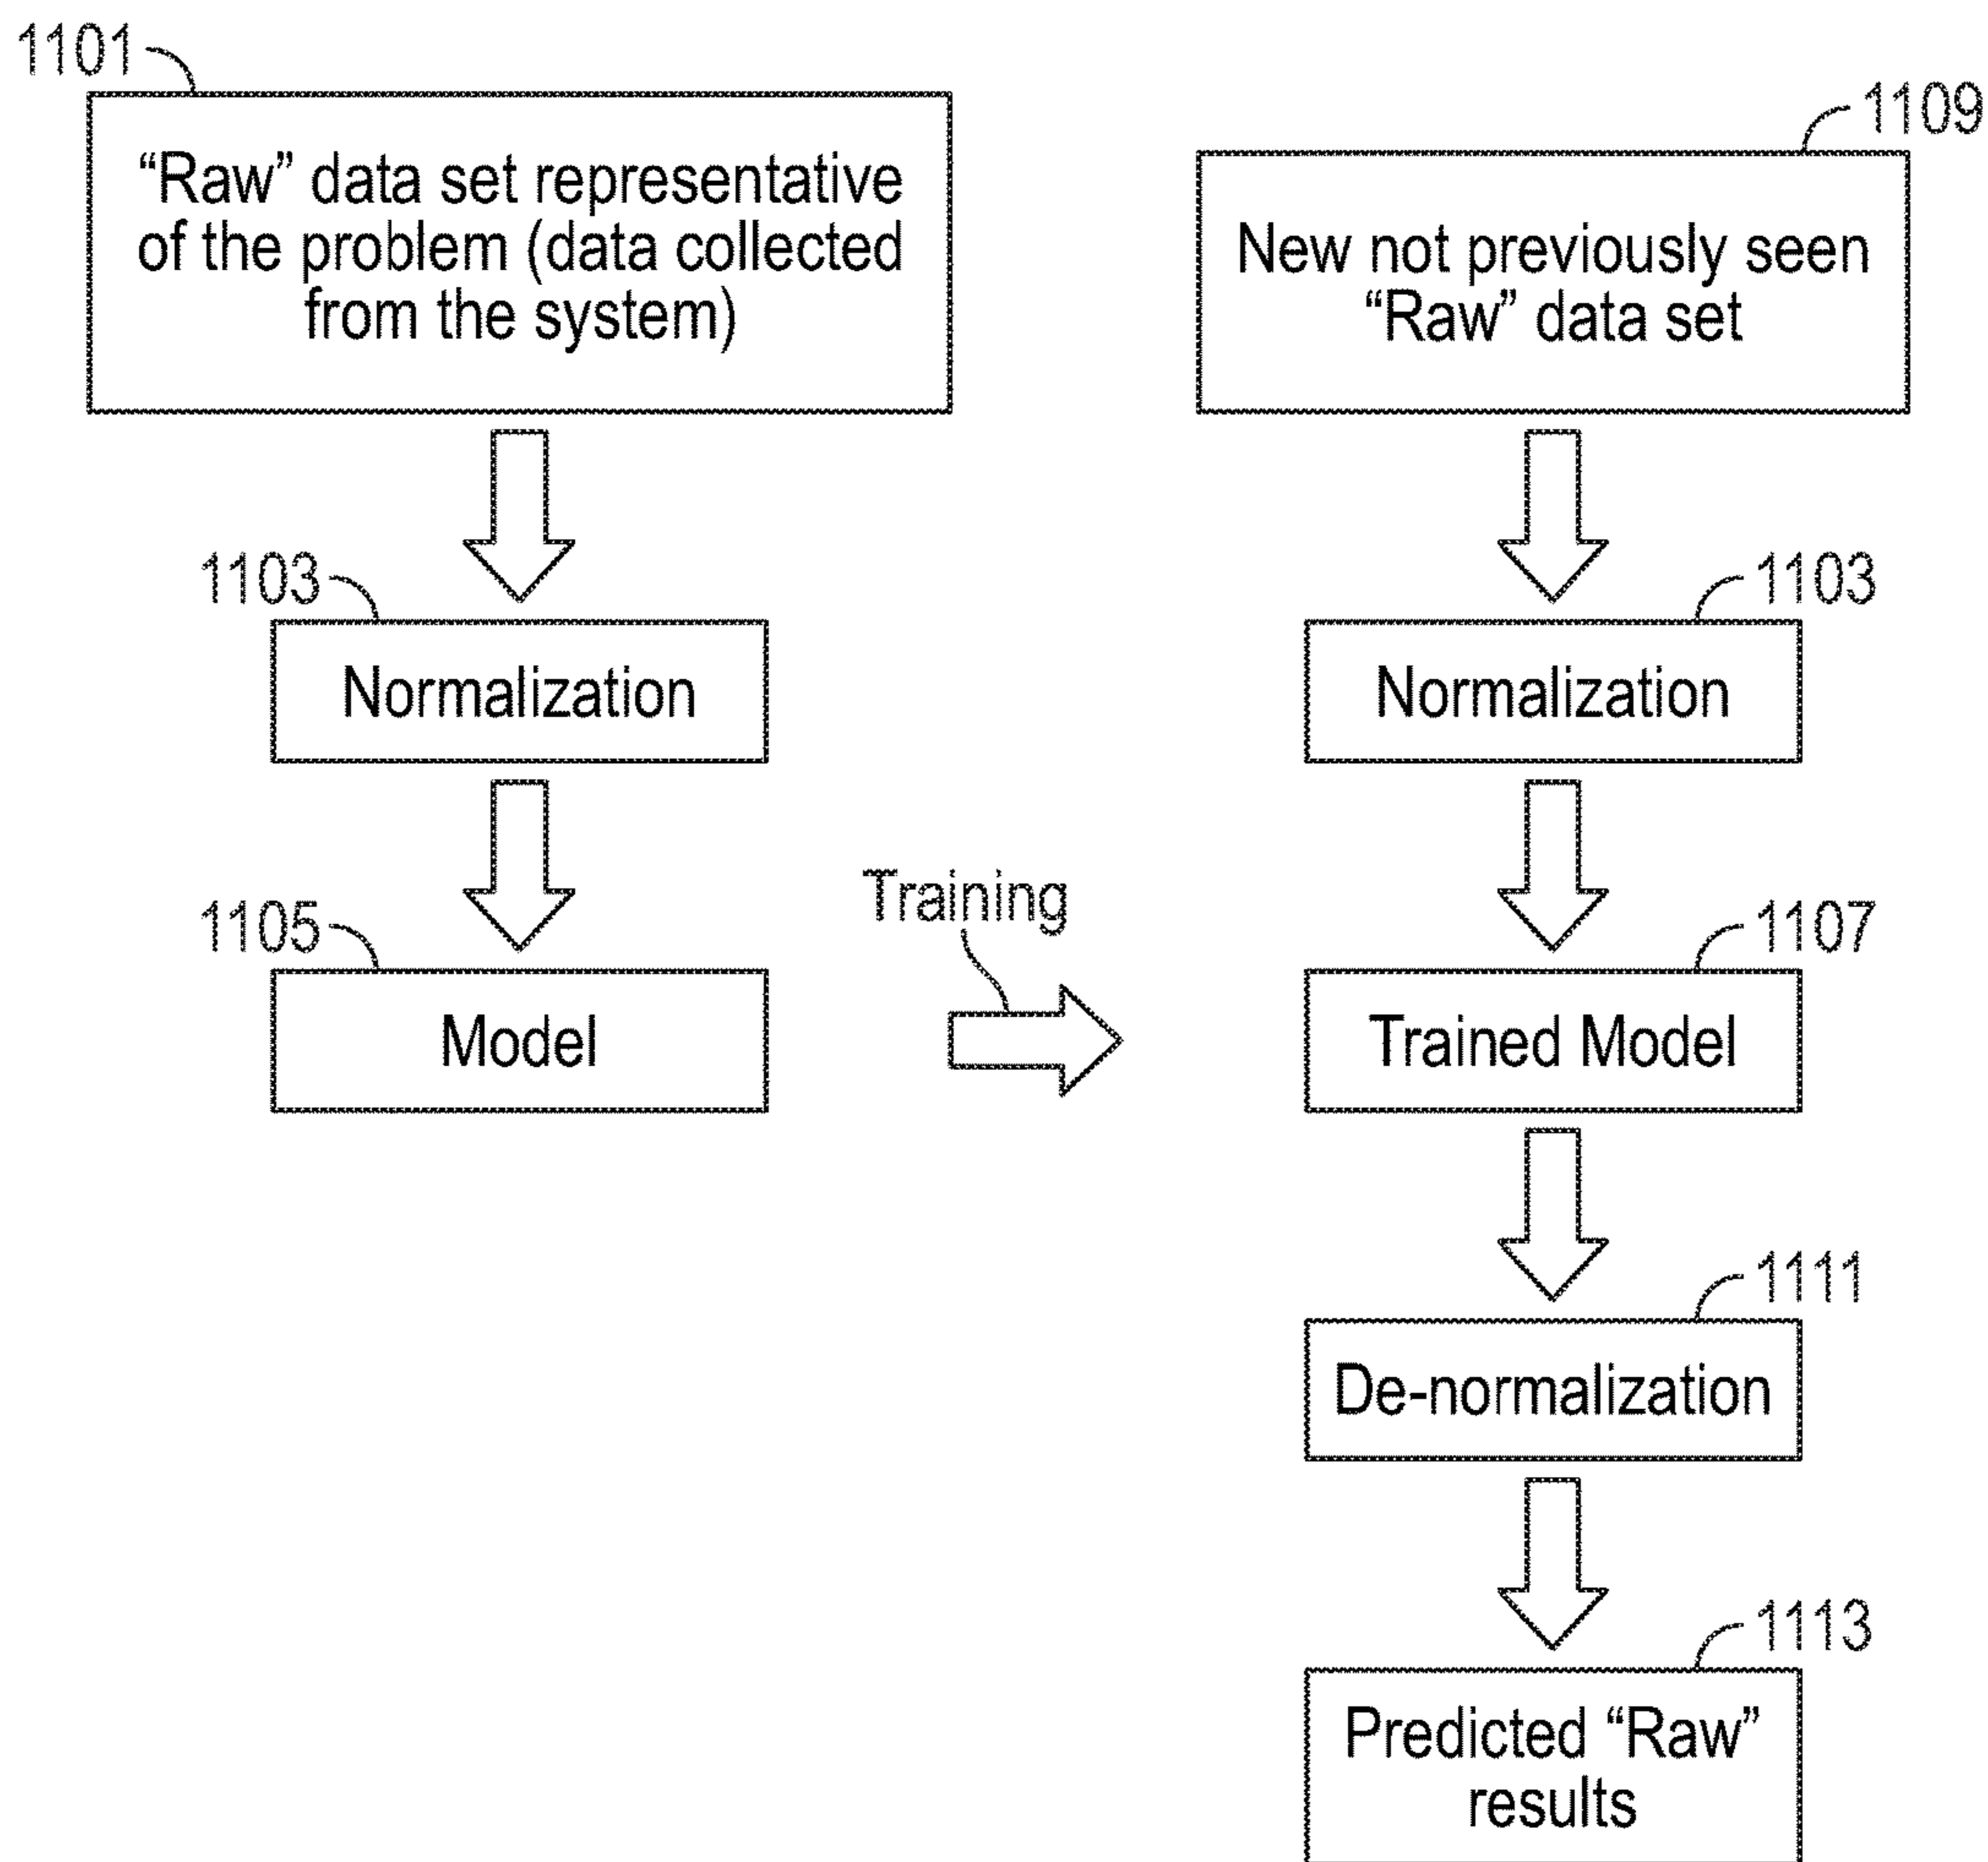 1101
“Raw” data set representative
of the problem (data collected
from the system)
1103
Normalization
1105
Model
Training
1109
New not previously seen
“Raw” data set
1103
Normalization
1107
Trained Model
1111
De-normalization
1113
Predicted “Raw”
results